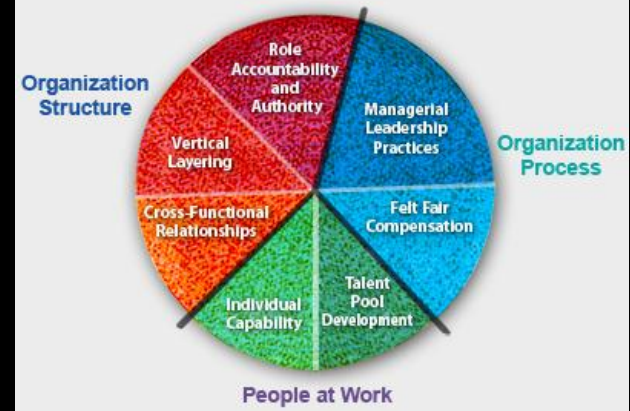 Organization
Structure
Role
Accountability
and
Authority
Managerial
Leadership
Practices
Organization
Process
Vertical
Layering
Cross-Functional
Relationships
Felt Fair
Compensation
Individual
Capability
Talent
Pool
Development
People at Work